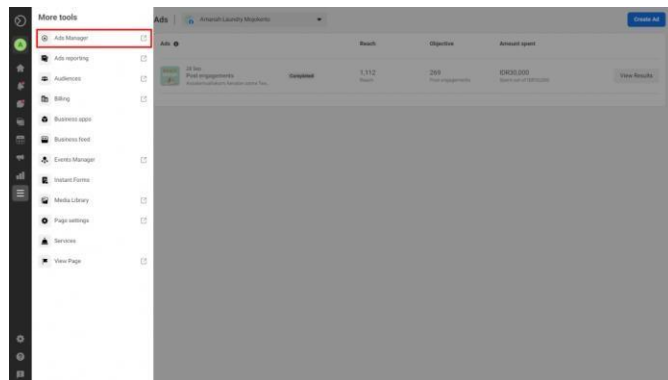 More tools
Ads Manager
Ads reporting
Audiences
Billing
Business apps
Business feed
Events Manager
Instant Forms
Media Library
Page settings
Services
View Page
Ads
Amanah Laundry Mojokerto
Create Ad
Ads
Reach
Objective
Amount spent
Post engagements
Completed
1,112
Reach
269
Post engagements
IDR30,000
View Results